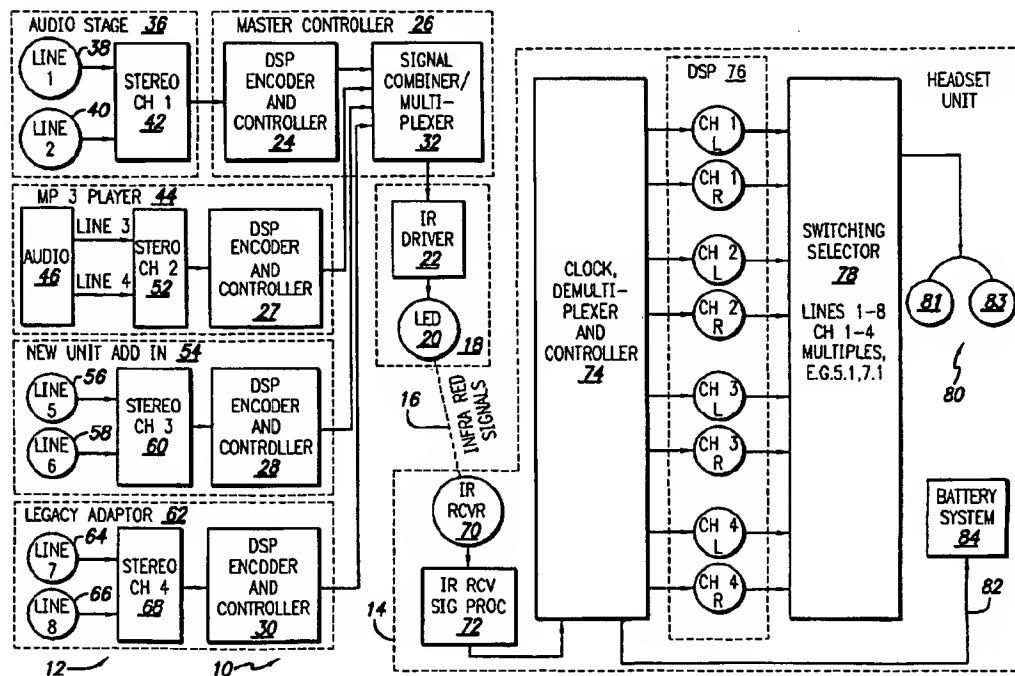 AUDIO STAGE 36
38
LINE
1
40
LINE
2
STEREO
CH 1
42
MASTER CONTROLLER 26
DSP
ENCODER
AND
CONTROLLER
24
SIGNAL
COMBINER/
MULTI-
PLEXER
32
MP 3 PLAYER 44
AUDIO
46
LINE 3
LINE 4
STEREO
CH 2
52
DSP
ENCODER
AND
CONTROLLER
27
IR
DRIVER
22
LED
20
18
NEW UNIT ADD IN 54
56
LINE
5
58
LINE
6
STEREO
CH 3
60
DSP
ENCODER
AND
CONTROLLER
28
16
INFRA RED
SIGNALS
LEGACY ADAPTOR 62
64
LINE
7
66
LINE
8
STEREO
CH 4
68
DSP
ENCODER
AND
CONTROLLER
30
12
10
IR
RCVR
70
IR RCV
SIG PROC
72
14
CLOCK,
DEMULTI-
PLEXER
AND
CONTROLLER
74
DSP 76
CH 1
L
CH 1
R
CH 2
L
CH 2
R
CH 3
L
CH 3
R
CH 4
L
CH 4
R
SWITCHING
SELECTOR
78
LINES 1-8
CH 1-4
MULTIPLES,
E.G.5.1,7.1
HEADSET
UNIT
81
83
80
BATTERY
SYSTEM
84
82